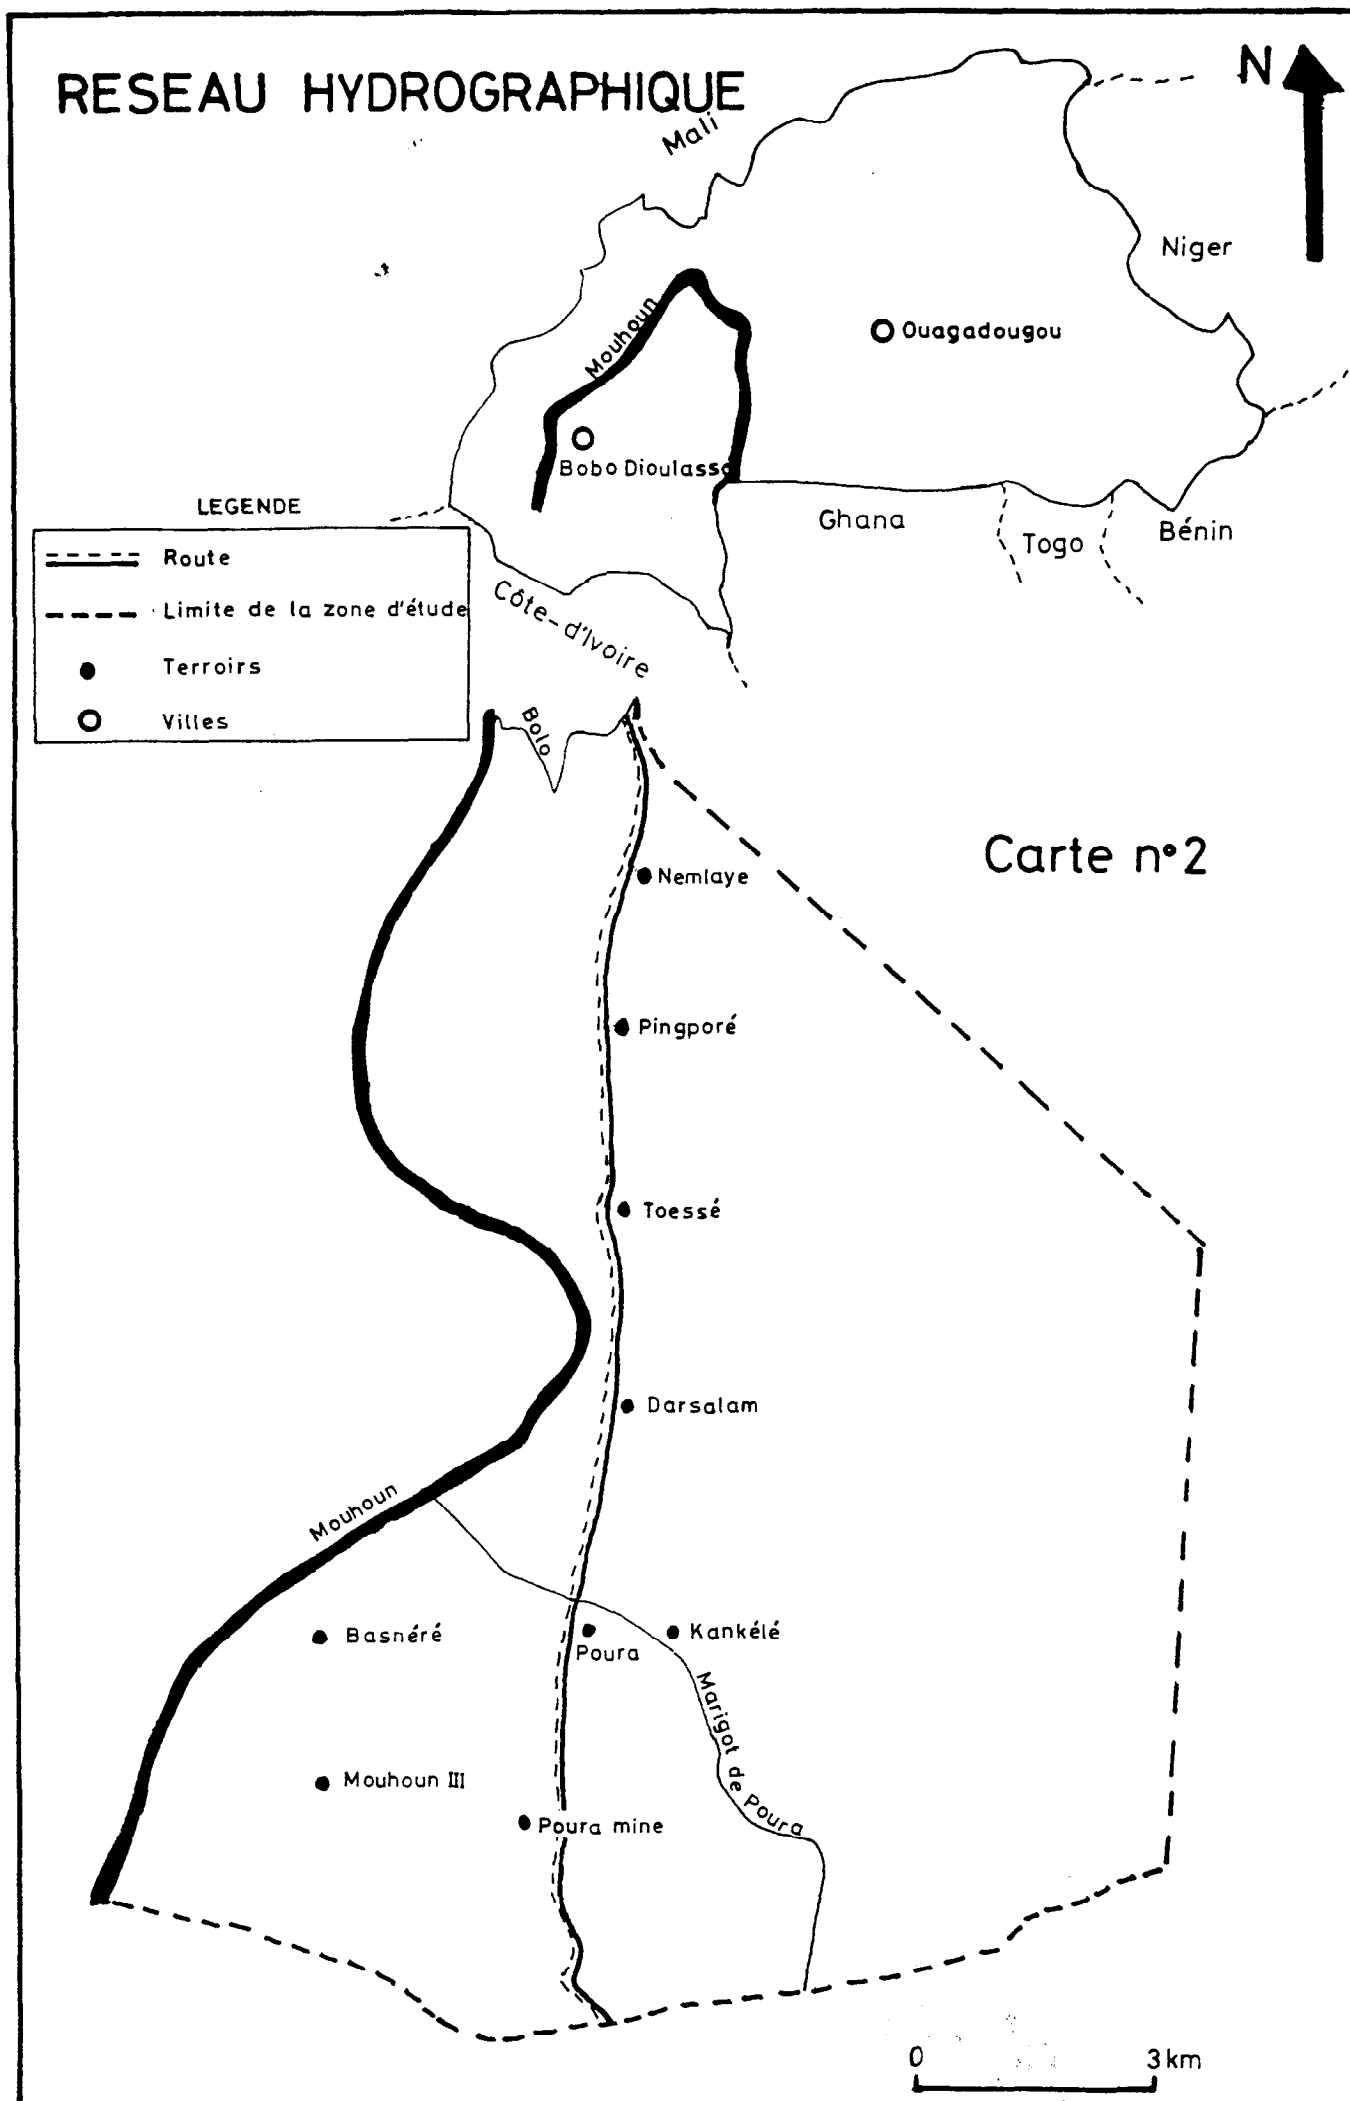 RESEAU HYDROGRAPHIQUE
N
Mali
Niger
Mouhoun
Ouagadougou
Bobo Dioulasso
LEGENDE
Ghana
Togo
Bénin
Route
Limite de la zone d'étude
Côte-d'Ivoire
Terroirs
Villes
Bolo
Carte n°2
Nemlaye
Pingporé
Toessé
Darsalam
Mouhoun
Basnéré
Poura
Kankélé
Marigot de Poura
Mouhoun III
Poura mine
0 3 km